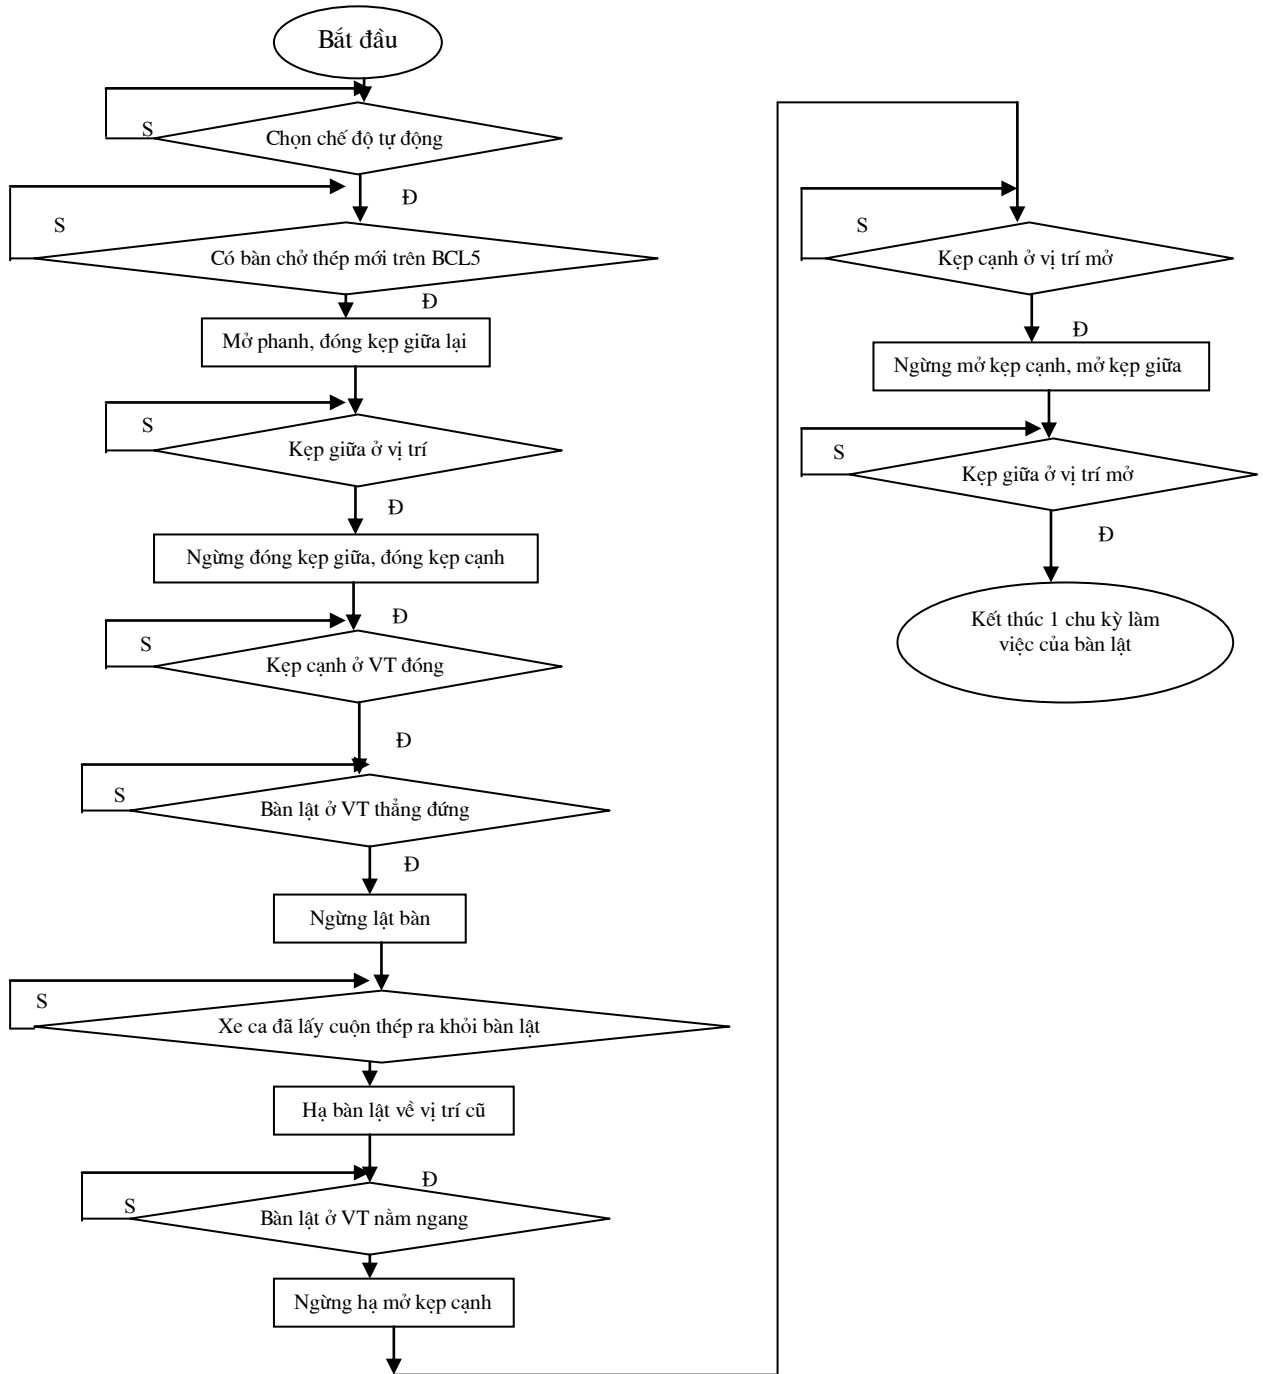 Bắt đầu
S
Chọn chế độ tự động
Đ
S
Có bàn chở thép mới trên BCL5
Đ
Mở phanh, đóng kẹp giữa lại
S
Kẹp giữa ở vị trí
Đ
Ngừng đóng kẹp giữa, đóng kẹp cạnh
Đ
S
Kẹp cạnh ở VT đóng
Đ
S
Bàn lật ở VT thẳng đứng
Đ
Ngừng lật bàn
S
Xe ca đã lấy cuộn thép ra khỏi bàn lật
Hạ bàn lật về vị trí cũ
Đ
S
Bàn lật ở VT nằm ngang
Ngừng hạ mở kẹp cạnh
S
Kẹp cạnh ở vị trí mở
Đ
Ngừng mở kẹp cạnh, mở kẹp giữa
S
Kẹp giữa ở vị trí mở
Đ
Kết thúc 1 chu kỳ làm
việc của bàn lật